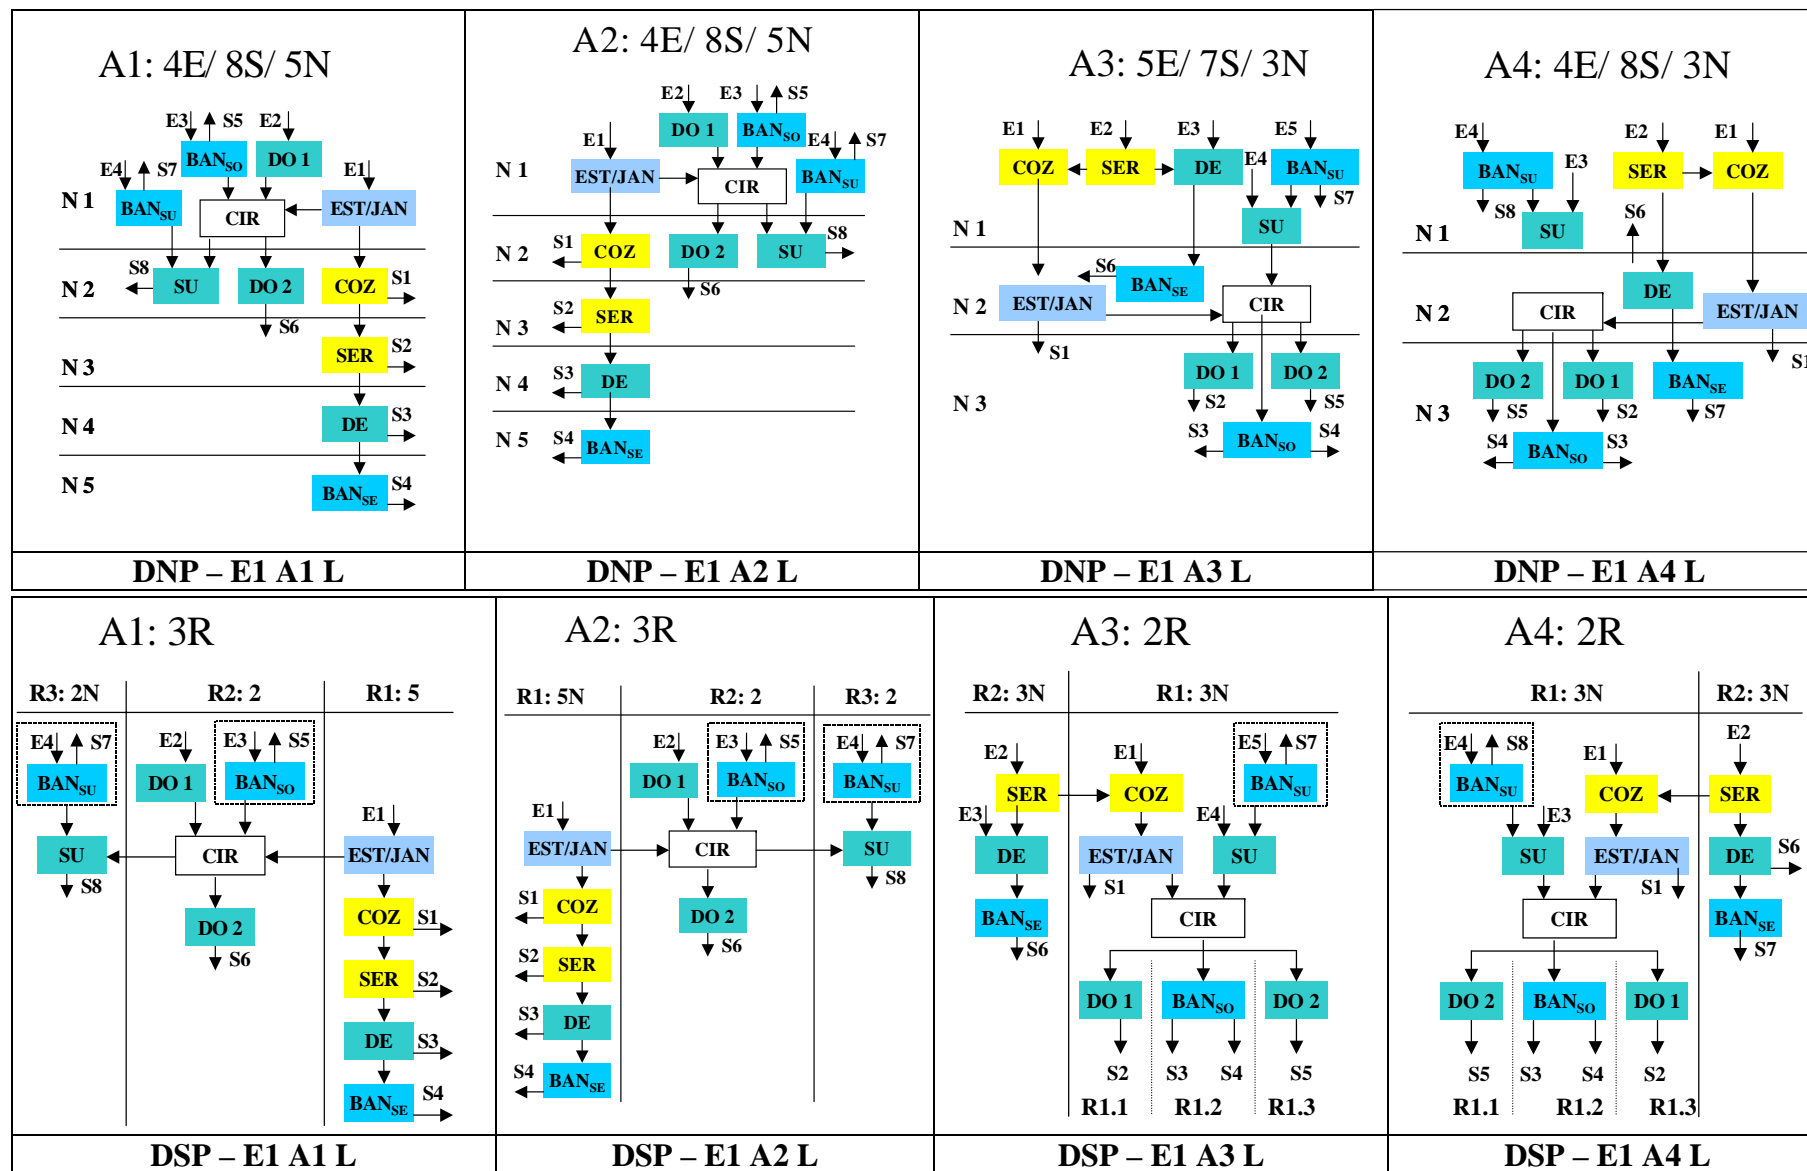 A1: 4E/ 8S/ 5N
E3 S5 E2
E4 S7 BANSO DO 1 E1
N 1 BANSU CIR EST/JAN
S8 S1
N 2 SU DO 2 COZ
S6
N 3 SER S2
N 4 DE S3
N 5 BANSE S4
DNP – E1 A1 L
A2: 4E/ 8S/ 5N
E2 E3 S5
E1 DO 1 BANSO E4 S7
N 1 EST/JAN CIR BANSU
N 2 S1 COZ DO 2 SU S8
S6
N 3 S2 SER
N 4 S3 DE
N 5 S4 BANSE
DNP – E1 A2 L
A3: 5E/ 7S/ 3N
E1 E2 E3 E5
COZ SER DE E4 BANSU
S7
N 1 SU
S6 BANSE
N 2 EST/JAN CIR
S1
DO 1 DO 2
N 3 S2 S5
S3 BANSO S4
DNP – E1 A3 L
A4: 4E/ 8S/ 3N
E4 E2 E1
BANSU E3 SER COZ
S8 S6
N 1 SU
DE
N 2 CIR EST/JAN
S1
DO 2 DO 1 BANSE
N 3 S5 S2 S7
S4 BANSO S3
DNP – E1 A4 L
A1: 3R
R3: 2N R2: 2 R1: 5
E4 S7 E2 E3 S5
BANSU DO 1 BANSO
E1
SU CIR EST/JAN
S8
DO 2 COZ S1
S6
SER S2
DE S3
BANSE S4
DSP – E1 A1 L
A2: 3R
R1: 5N R2: 2 R3: 2
E2 E3 S5 E4 S7
DO 1 BANSO BANSU
E1
EST/JAN CIR SU
S8
S1 COZ DO 2
S6
S2 SER
S3 DE
S4 BANSE
DSP – E1 A2 L
A3: 2R
R2: 3N R1: 3N
E2 E1 E5 S7
SER COZ BANSU
E3 E4
DE EST/JAN SU
S1
BANSE CIR
S6
DO 1 BANSO DO 2
S2 S3 S4 S5
R1.1 R1.2 R1.3
DSP – E1 A3 L
A4: 2R
R1: 3N R2: 3N
E4 S8 E1 E2
BANSU COZ SER
E3
SU EST/JAN DE S6
S1
CIR BANSE
S7
DO 2 BANSO DO 1
S5 S3 S4 S2
R1.1 R1.2 R1.3
DSP – E1 A4 L